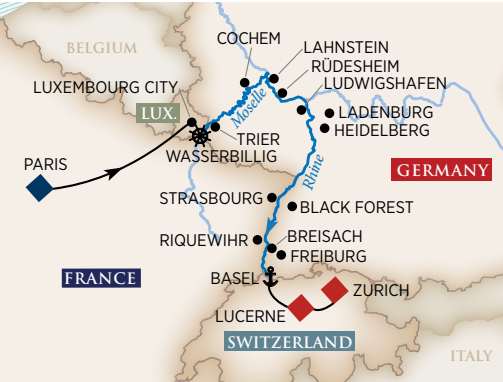 BELGIUM
COCHEM
LAHNSTEIN
RÜDESHEIM
LUDWIGSHAFEN
LUXEMBOURG CITY
LUX.
Moselle
LADENBURG
HEIDELBERG
TRIER
WASSERBILLIG
PARIS
GERMANY
Rhine
STRASBOURG
BLACK FOREST
RIQUEWIHR
BREISACH
FREIBURG
FRANCE
BASEL
ZURICH
LUCERNE
SWITZERLAND
ITALY